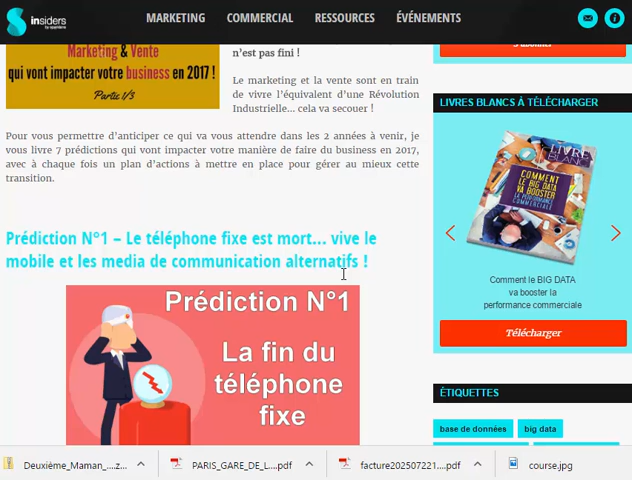 insiders
MARKETING
COMMERCIAL
RESSOURCES
ÉVÉNEMENTS
Marketing & Vente
qui vont impacter votre business en 2017 !
Partie 1/3
n'est pas fini !
Le marketing et la vente sont en train
de vivre l'équivalent d'une Révolution
Industrielle... cela va secouer !
Pour vous permettre d'anticiper ce qui va vous attendre dans les 2 années à venir, je
vous livre 7 prédictions qui vont impacter votre manière de faire du business en 2017,
avec à chaque fois un plan d'actions à mettre en place pour gérer au mieux cette
transition.
Prédiction N°1 – Le téléphone fixe est mort... vive le
mobile et les media de communication alternatifs !
Prédiction N°1
La fin du
téléphone
fixe
LIVRES BLANCS À TÉLÉCHARGER
LIVRE
BLANC
COMMENT
LE BIG DATA
VA BOOSTER
LA PERFORMANCE
COMMERCIALE
Comment le BIG DATA
va booster la
performance commerciale
Télécharger
ÉTIQUETTES
base de données
big data
Deuxième_Maman_....z...
PARIS_GARE_DE_L....pdf
facture202507221....pdf
course.jpg